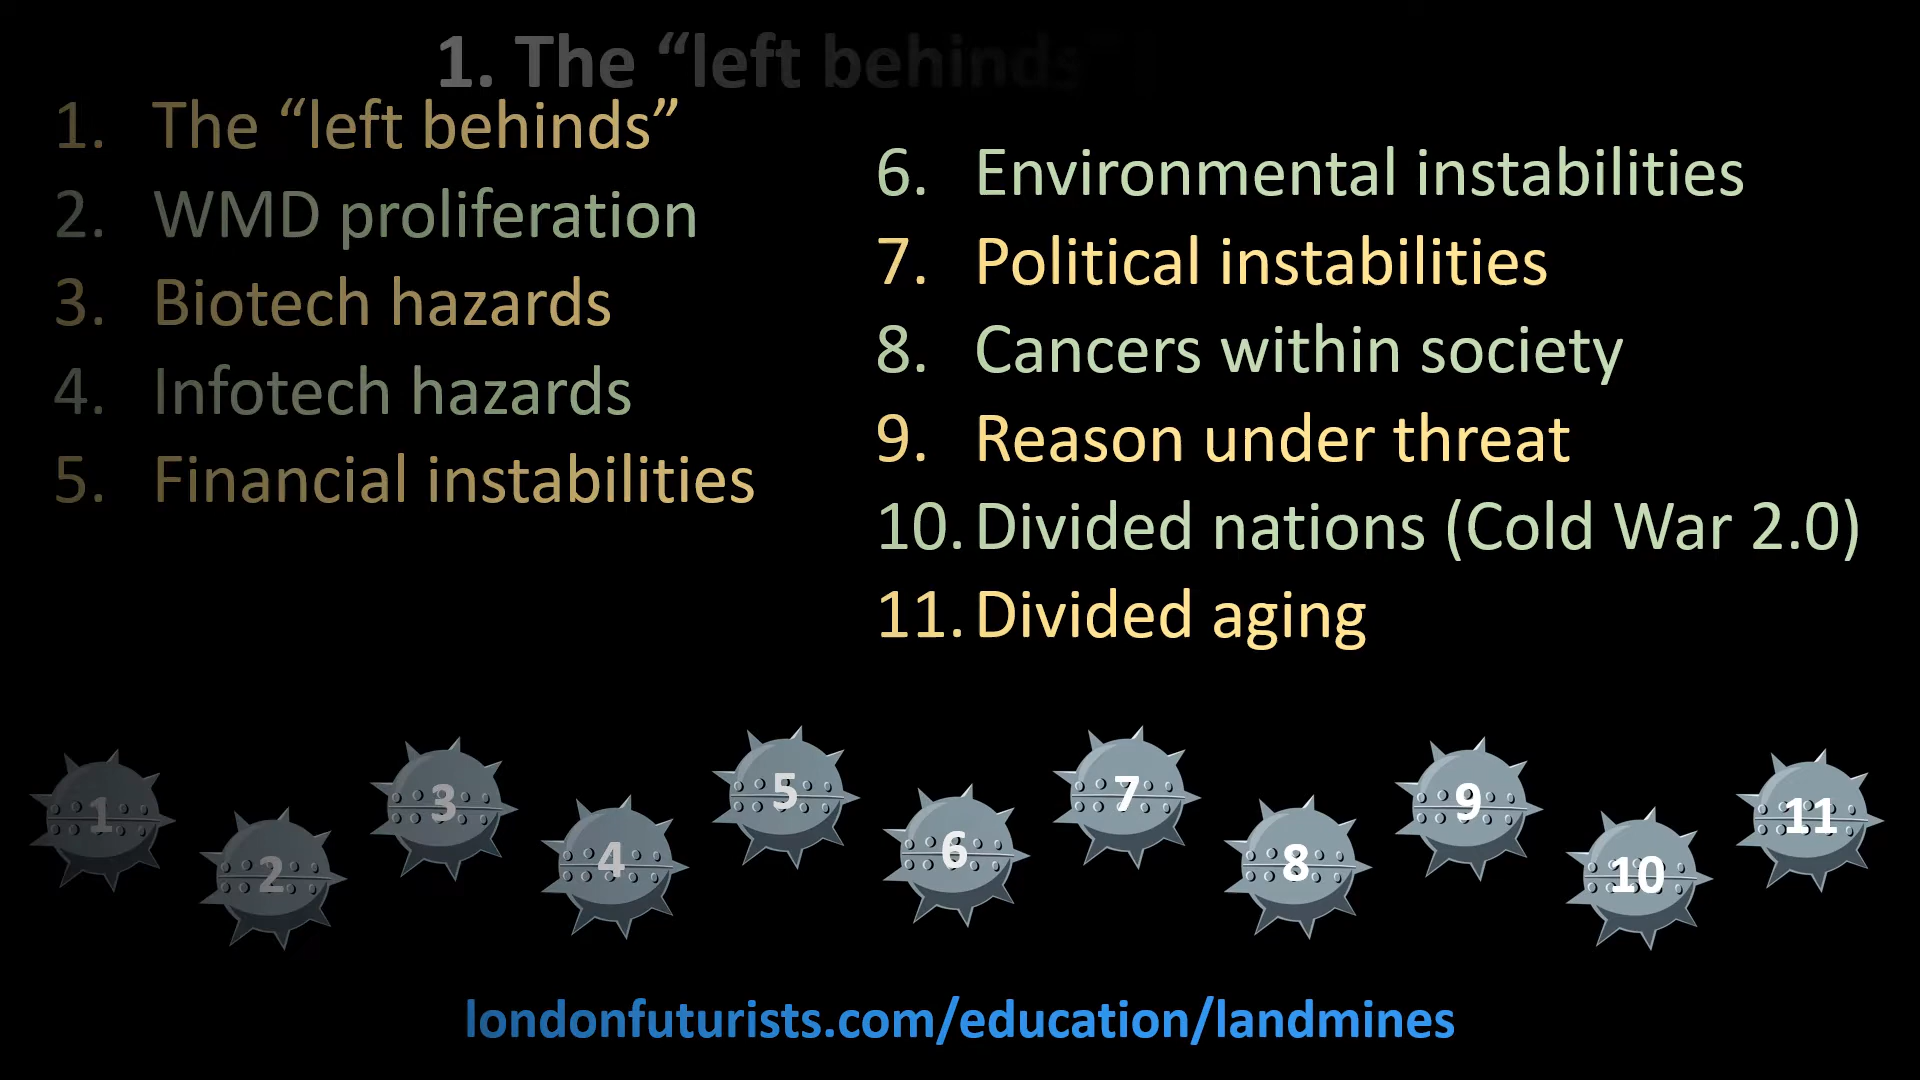 1. The “left behinds”
1. The “left behinds”
2. WMD proliferation
3. Biotech hazards
4. Infotech hazards
5. Financial instabilities
6. Environmental instabilities
7. Political instabilities
8. Cancers within society
9. Reason under threat
10. Divided nations (Cold War 2.0)
11. Divided aging
1
2
3
4
5
6
7
8
9
10
11
londonfuturists.com/education/landmines